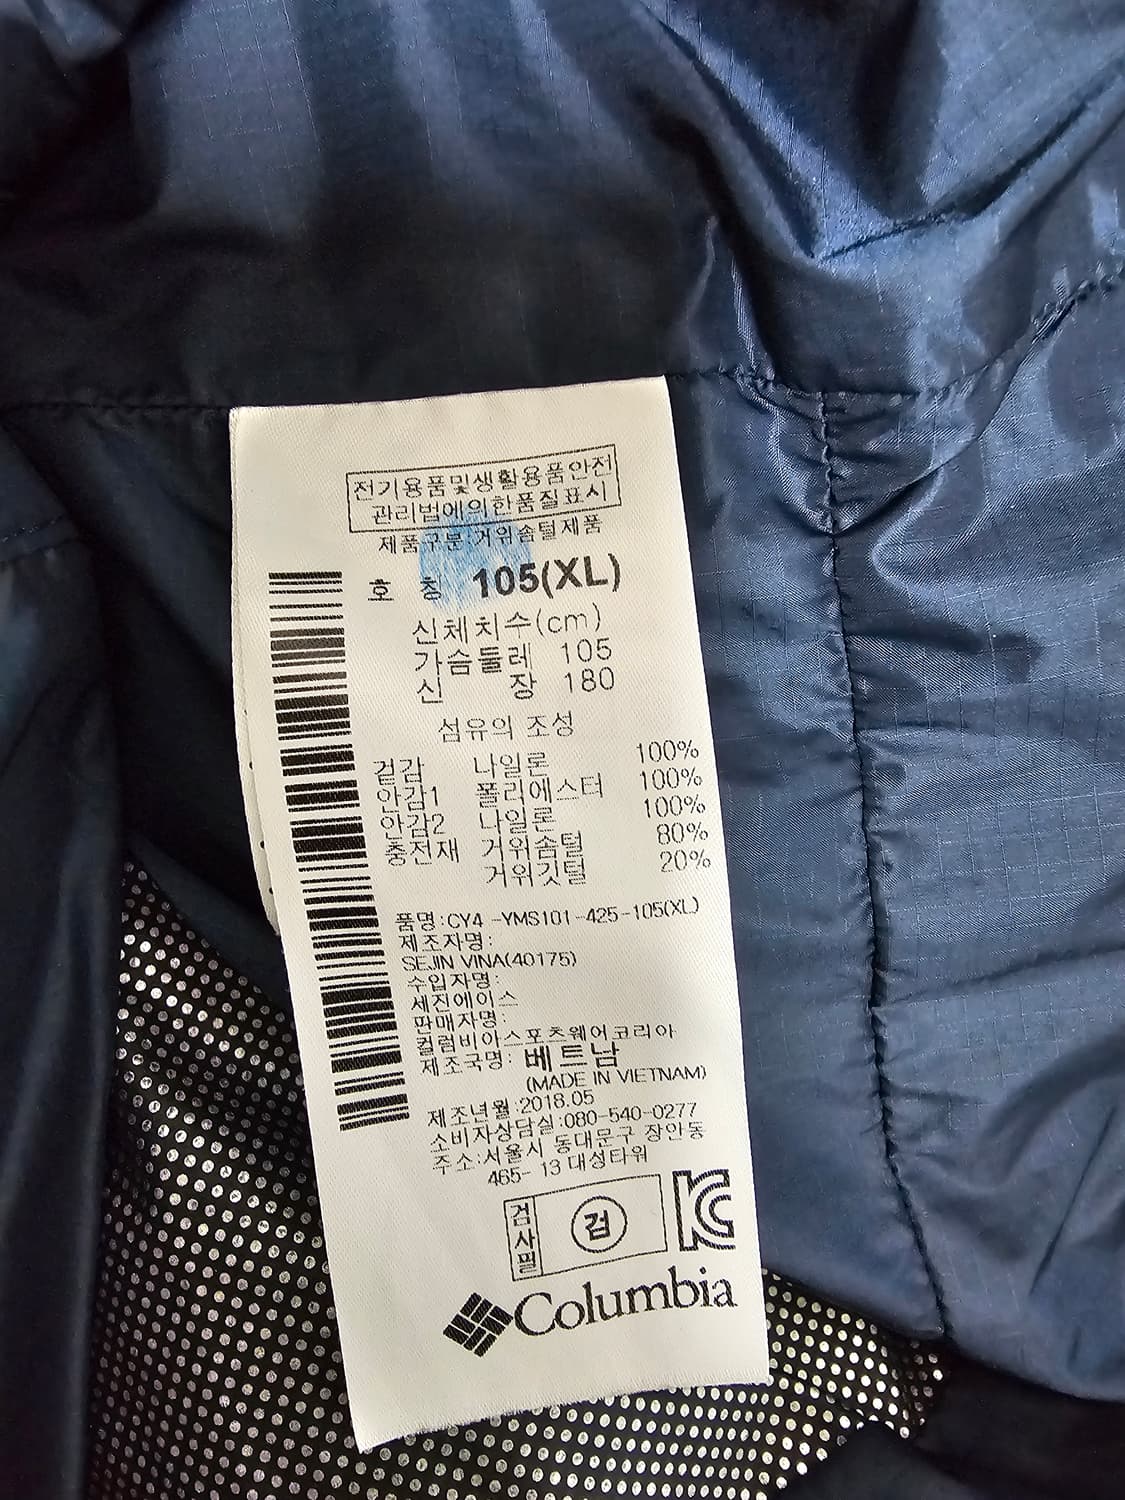 전기용품및생활용품안전
관리법에의한품질표시
제품구분:거위솜털제품
호 칭 105(XL)
신체치수(cm)
가슴둘레 105
신 장 180
섬유의 조성
겉감 나일론 100%
안감1 폴리에스터 100%
안감2 나일론 100%
충전재 거위솜털 80%
거위깃털 20%
품명:CY4 -YMS101-425-105(XL)
제조자명:
SEJIN VINA(40175)
수입자명:
세진에이스
판매자명:
컬럼비아스포츠웨어코리아
제조국명: 베트남
(MADE IN VIETNAM)
제조년월:2018.05
소비자상담실:080-540-0277
주소:서울시 동대문구 장안동
465-13 대성타워
검사필 검 KC
Columbia